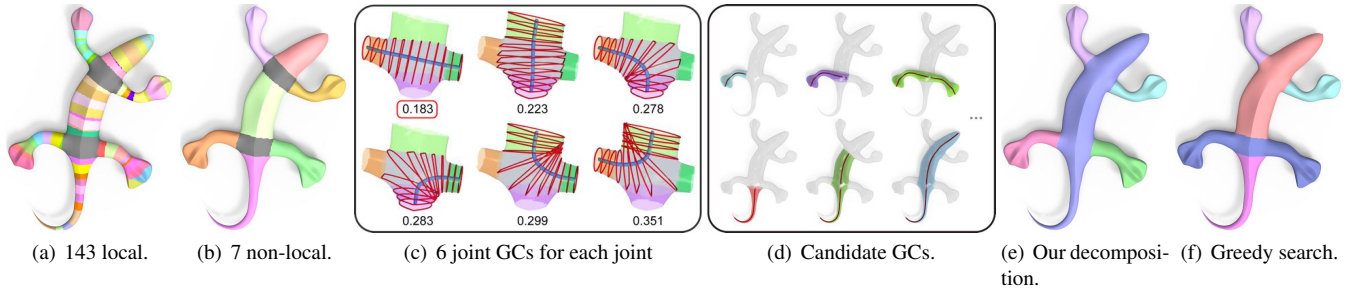 0.183 0.223 0.278
...
0.283 0.299 0.351
(a) 143 local. (b) 7 non-local. (c) 6 joint GCs for each joint (d) Candidate GCs. (e) Our decomposi- (f) Greedy search.
tion.